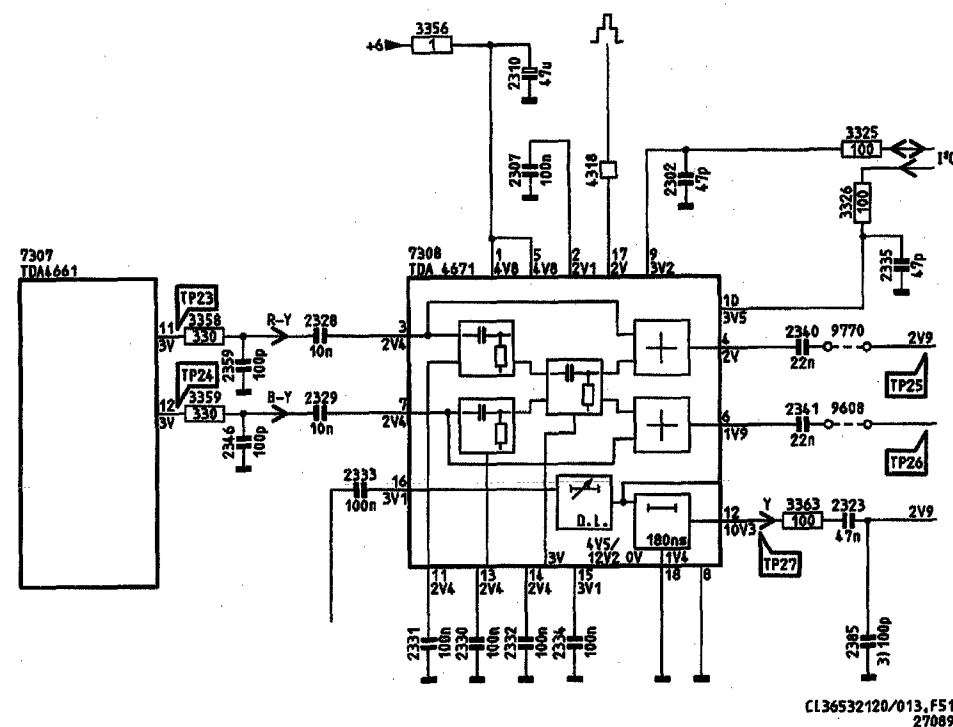 +6
3356
1
2310
47u
2307
100n
4318
2302
47p
3325
100
I²C
3326
100
2335
47p
7307
TDA4661
7308
TDA 4671
1
4V8
5
4V8
2
2V1
17
2V
9
3V2
10
3V5
TP23
11
3V
3358
330
R-Y
2328
10n
3
2V4
2359
100p
TP24
12
3V
3359
330
B-Y
2329
10n
7
2V4
2346
100p
4
2V
2340
22n
9770
2V9
TP25
6
1V9
2341
22n
9608
TP26
2333
100n
16
3V1
D.L.
180ns
12
10V3
Y
3363
100
2323
47n
2V9
TP27
4V5/
12V2
3V
0V
1V4
11
2V4
13
2V4
14
2V4
15
3V1
18
8
2331
100n
2330
100n
2332
100n
2334
100n
2385
3) 100p
CL36532120/013.F51
27089